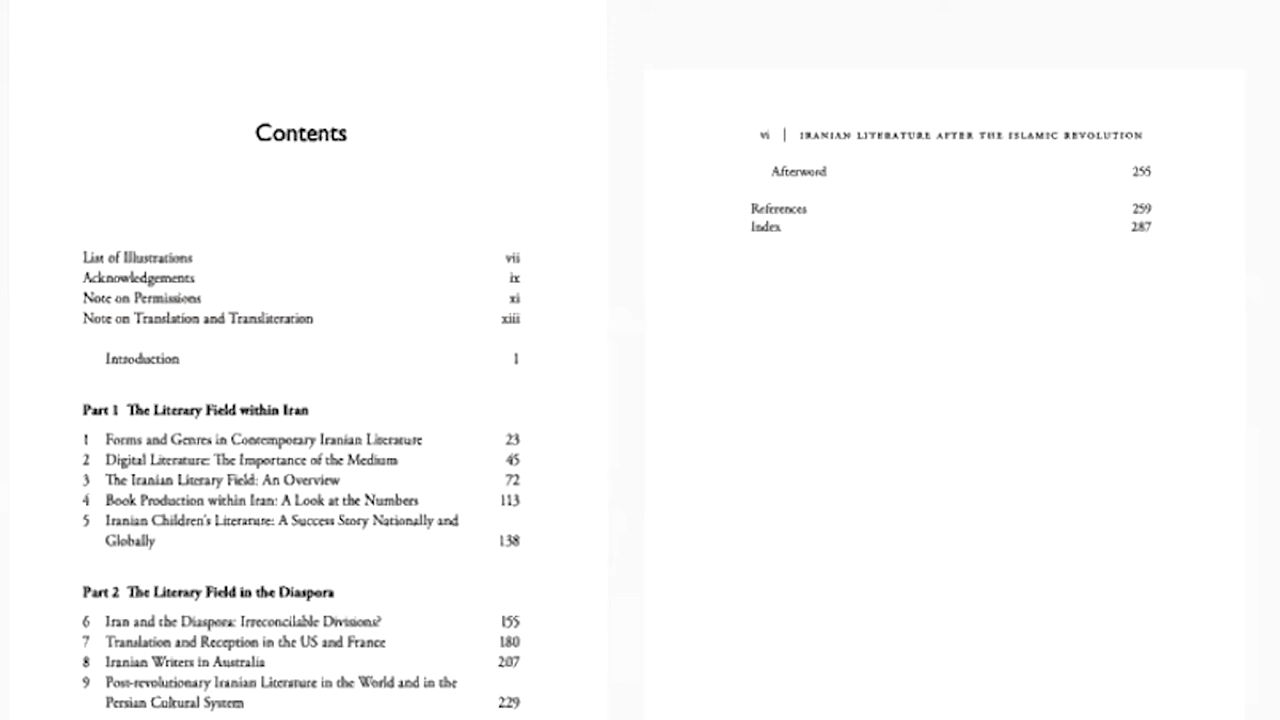 Contents
List of Illustrations vii
Acknowledgements ix
Note on Permissions xi
Note on Translation and Transliteration xiii
Introduction 1
Part 1 The Literary Field within Iran
1 Forms and Genres in Contemporary Iranian Literature 23
2 Digital Literature: The Importance of the Medium 45
3 The Iranian Literary Field: An Overview 72
4 Book Production within Iran: A Look at the Numbers 113
5 Iranian Children's Literature: A Success Story Nationally and
Globally 138
Part 2 The Literary Field in the Diaspora
6 Iran and the Diaspora: Irreconcilable Divisions? 155
7 Translation and Reception in the US and France 180
8 Iranian Writers in Australia 207
9 Post-revolutionary Iranian Literature in the World and in the
Persian Cultural System 229
vi | IRANIAN LITERATURE AFTER THE ISLAMIC REVOLUTION
Afterword 255
References 259
Index 287